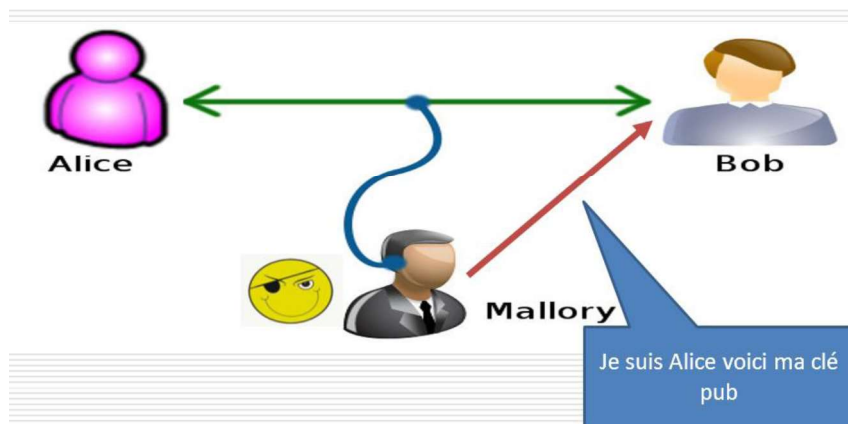 Alice
Bob
Mallory
Je suis Alice voici ma clé
pub